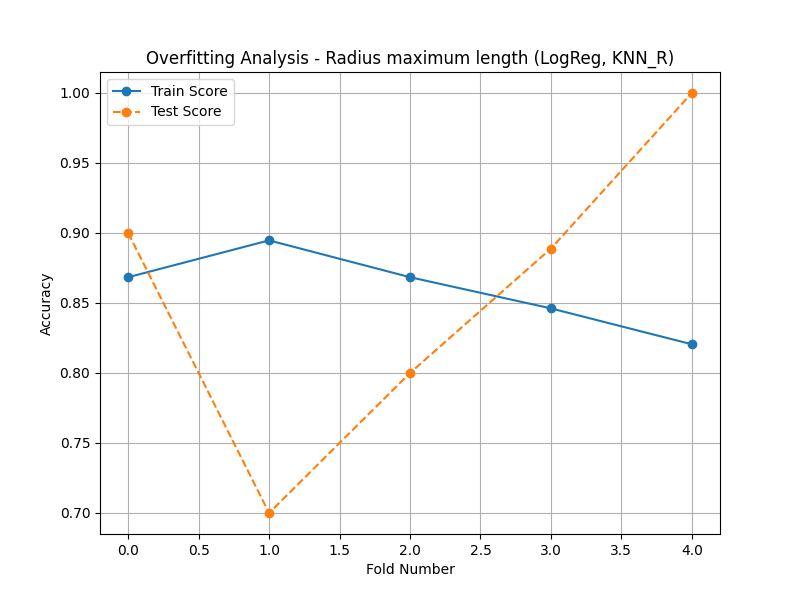 Overfitting Analysis - Radius maximum length (LogReg, KNN_R)
Train Score
Test Score
1.00
0.95
0.90
0.85
0.80
0.75
0.70
Accuracy
0.0 0.5 1.0 1.5 2.0 2.5 3.0 3.5 4.0
Fold Number